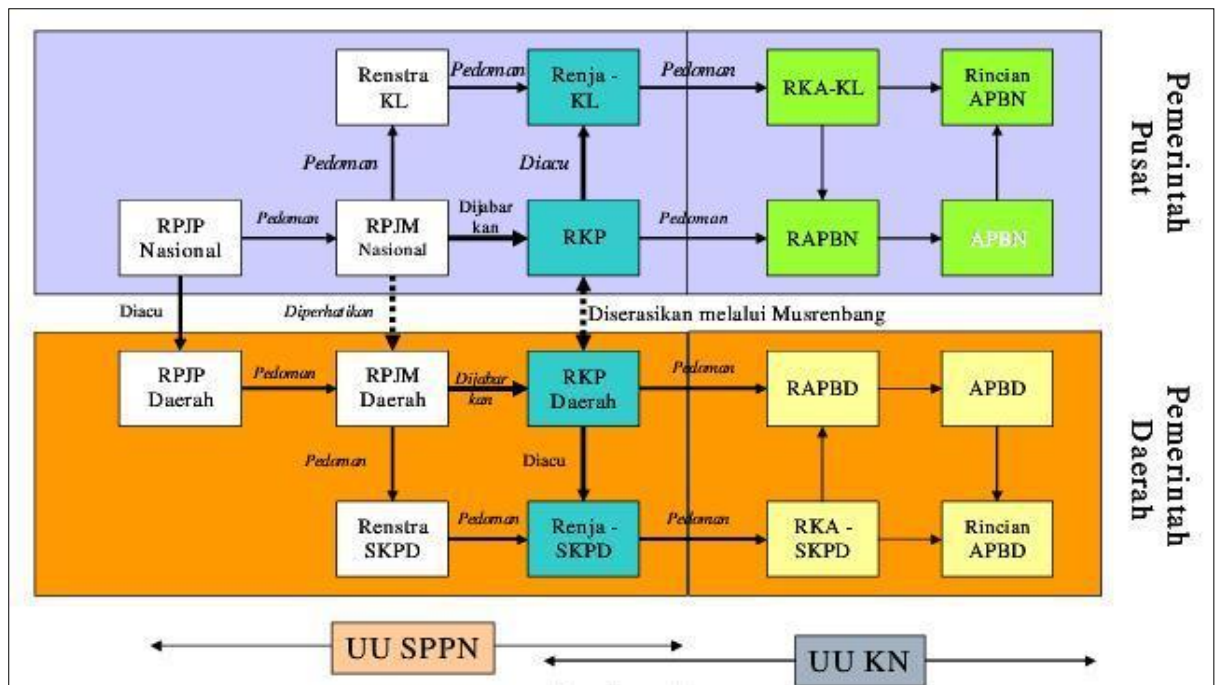 Renstra
KL
Pedoman
Renja -
KL
Pedoman
RKA-KL
Rincian
APBN
Pedoman
Diacu
RPJP
Nasional
Pedoman
RPJM
Nasional
Dijabar
kan
RKP
Pedoman
RAPBN
APBN
Pemerintah
Pusat
Diacu
Diperhatikan
Diserasikan melalui Musrenbang
RPJP
Daerah
Pedoman
RPJM
Daerah
Dijabar
kan
RKP
Daerah
Pedoman
RAPBD
APBD
Pedoman
Diacu
Renstra
SKPD
Pedoman
Renja -
SKPD
Pedoman
RKA -
SKPD
Rincian
APBD
Pemerintah
Daerah
UU SPPN
UU KN